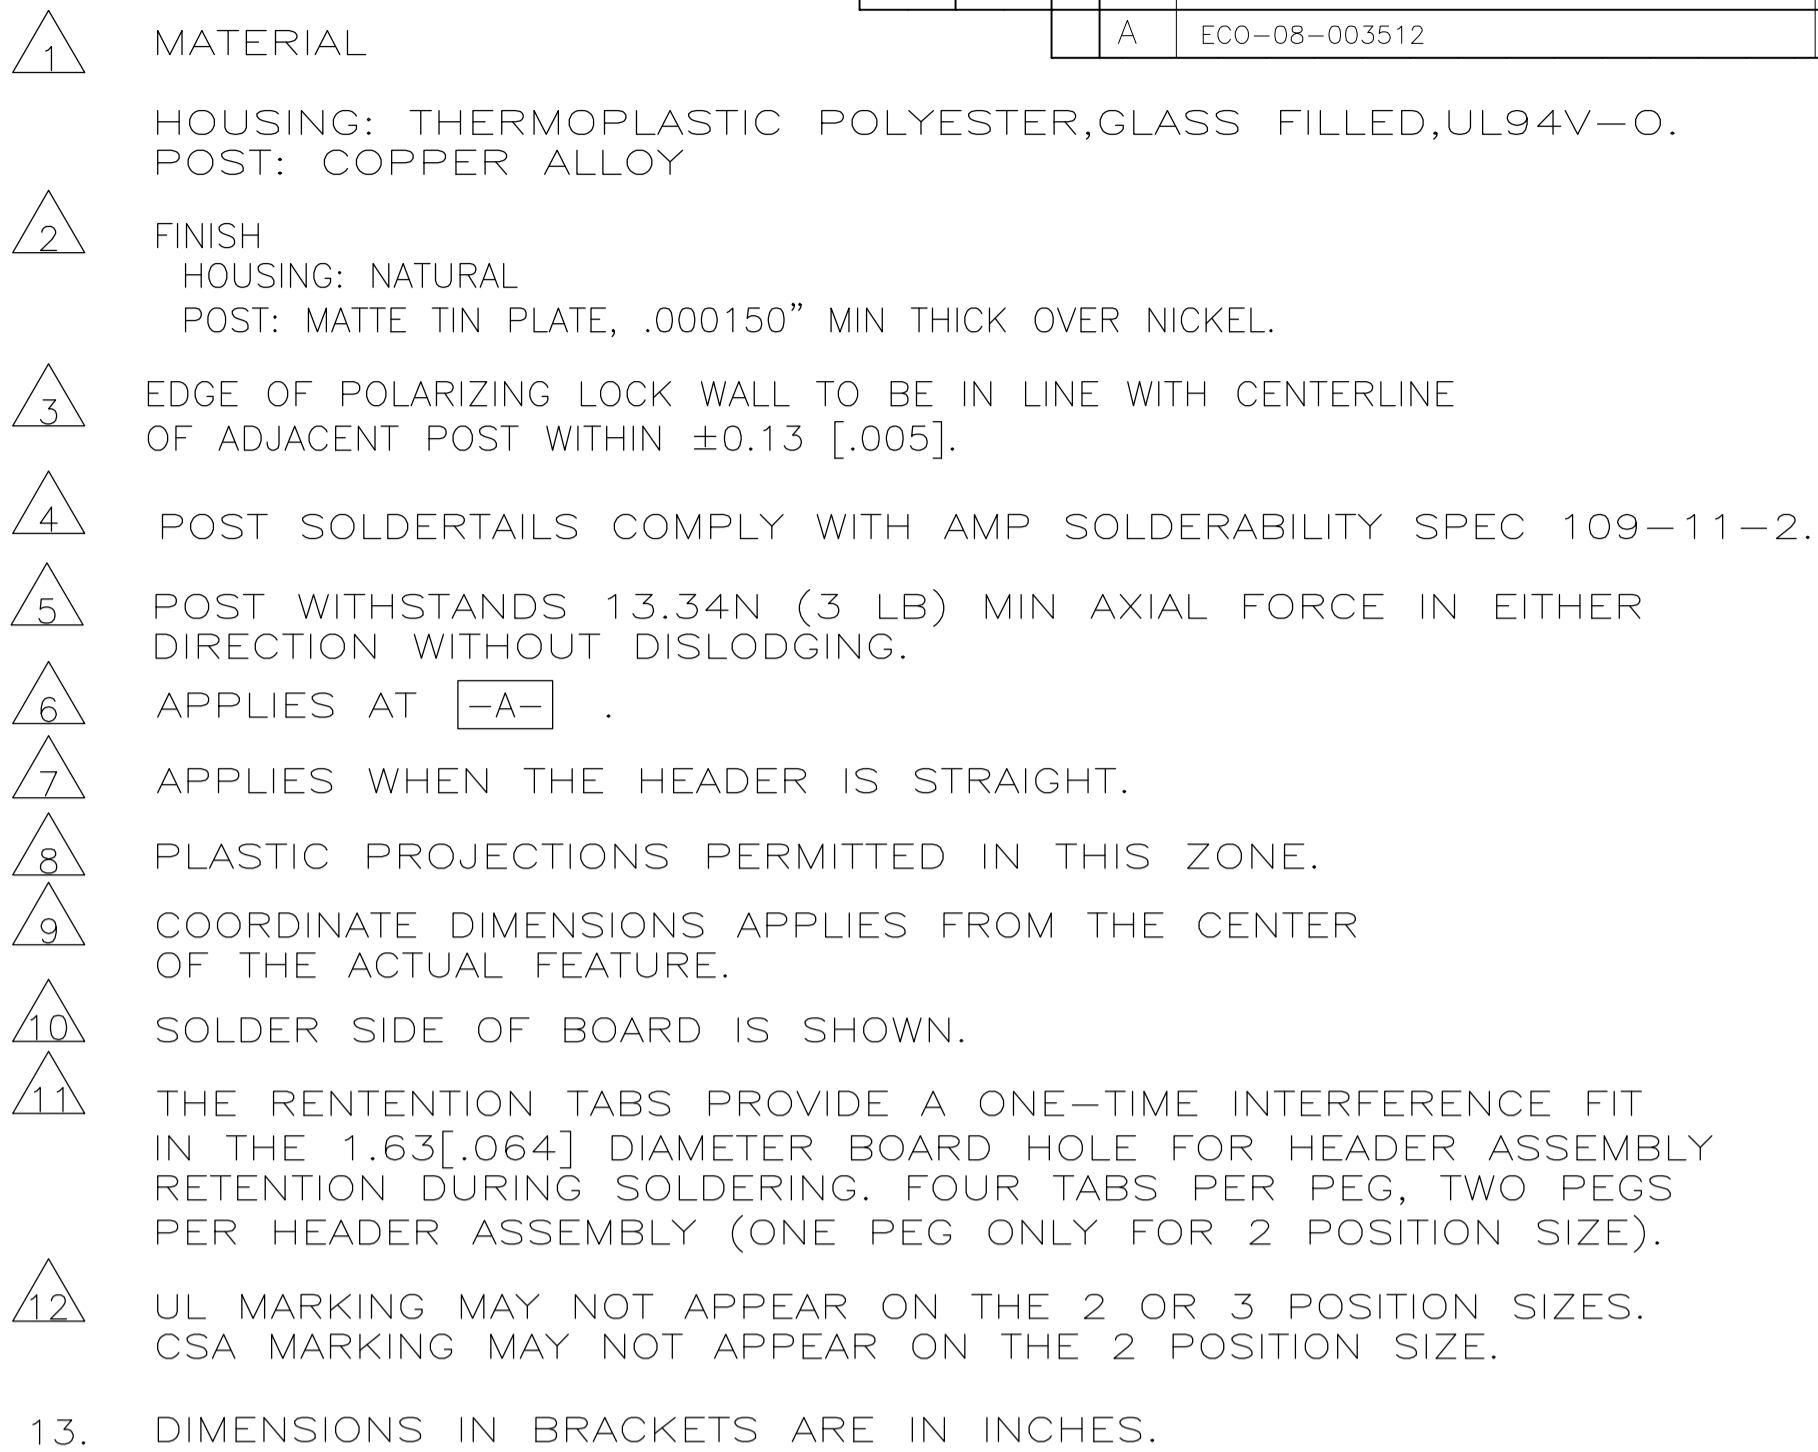 A ECO-08-003512
1 MATERIAL
HOUSING: THERMOPLASTIC POLYESTER,GLASS FILLED,UL94V-O.
POST: COPPER ALLOY
2 FINISH
HOUSING: NATURAL
POST: MATTE TIN PLATE, .000150” MIN THICK OVER NICKEL.
3 EDGE OF POLARIZING LOCK WALL TO BE IN LINE WITH CENTERLINE
OF ADJACENT POST WITHIN ±0.13 [.005].
4 POST SOLDERTAILS COMPLY WITH AMP SOLDERABILITY SPEC 109-11-2.
5 POST WITHSTANDS 13.34N (3 LB) MIN AXIAL FORCE IN EITHER
DIRECTION WITHOUT DISLODGING.
6 APPLIES AT -A- .
7 APPLIES WHEN THE HEADER IS STRAIGHT.
8 PLASTIC PROJECTIONS PERMITTED IN THIS ZONE.
9 COORDINATE DIMENSIONS APPLIES FROM THE CENTER
OF THE ACTUAL FEATURE.
10 SOLDER SIDE OF BOARD IS SHOWN.
11 THE RENTENTION TABS PROVIDE A ONE-TIME INTERFERENCE FIT
IN THE 1.63[.064] DIAMETER BOARD HOLE FOR HEADER ASSEMBLY
RETENTION DURING SOLDERING. FOUR TABS PER PEG, TWO PEGS
PER HEADER ASSEMBLY (ONE PEG ONLY FOR 2 POSITION SIZE).
12 UL MARKING MAY NOT APPEAR ON THE 2 OR 3 POSITION SIZES.
CSA MARKING MAY NOT APPEAR ON THE 2 POSITION SIZE.
13. DIMENSIONS IN BRACKETS ARE IN INCHES.